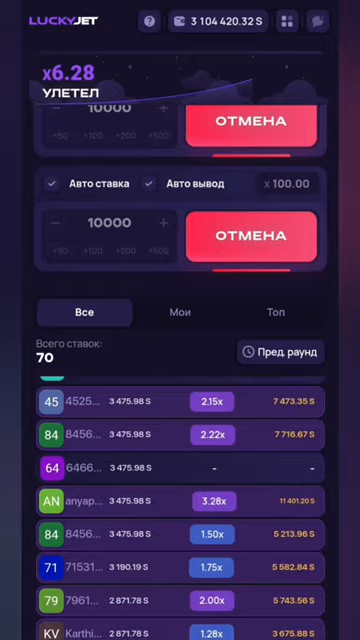 LUCKYJET
? 3 104 420.32 S
x6.28
УЛЕТЕЛ
− 10000 +
ОТМЕНА
+50 +100 +200 +500
Авто ставка Авто вывод x 100.00
− 10000 +
ОТМЕНА
+50 +100 +200 +500
Все Мои Топ
Всего ставок:
70
Пред. раунд
45 4525... 3 475.98 S 2.15x 7 473.35 S
84 8456... 3 475.98 S 2.22x 7 716.67 S
64 6466... 3 475.98 S - -
AN anyap... 3 475.98 S 3.28x 11 401.20 S
84 8456... 3 475.98 S 1.50x 5 213.96 S
71 71531... 3 190.19 S 1.75x 5 582.84 S
79 7961... 2 871.78 S 2.00x 5 743.56 S
KV Karthi... 2 871.78 S 1.28x 3 675.88 S